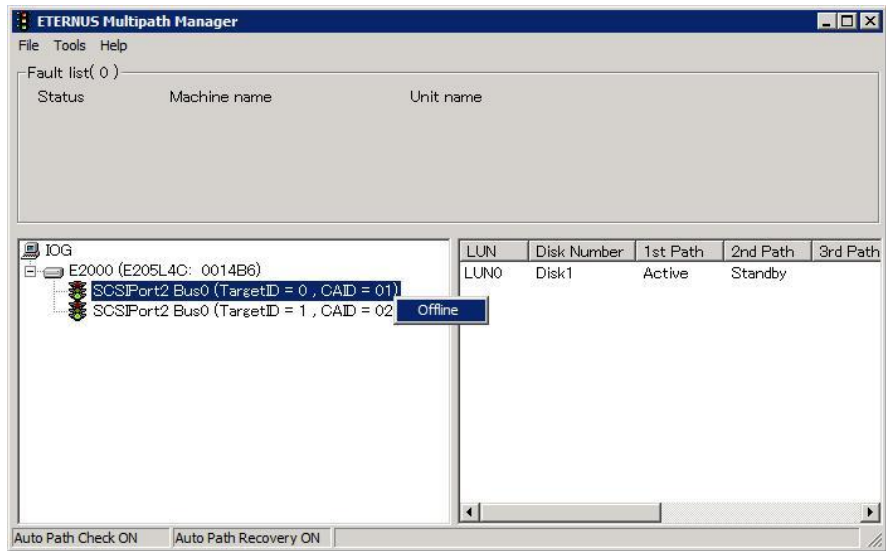 ETERNUS Multipath Manager
File Tools Help
Fault list( 0 )
Status Machine name Unit name
IOG
E2000 (E205L4C: 0014B6)
SCSIPort2 Bus0 (TargetID = 0 , CAID = 01)
SCSIPort2 Bus0 (TargetID = 1 , CAID = 02
Offline
LUN Disk Number 1st Path 2nd Path 3rd Path
LUN0 Disk1 Active Standby
Auto Path Check ON Auto Path Recovery ON